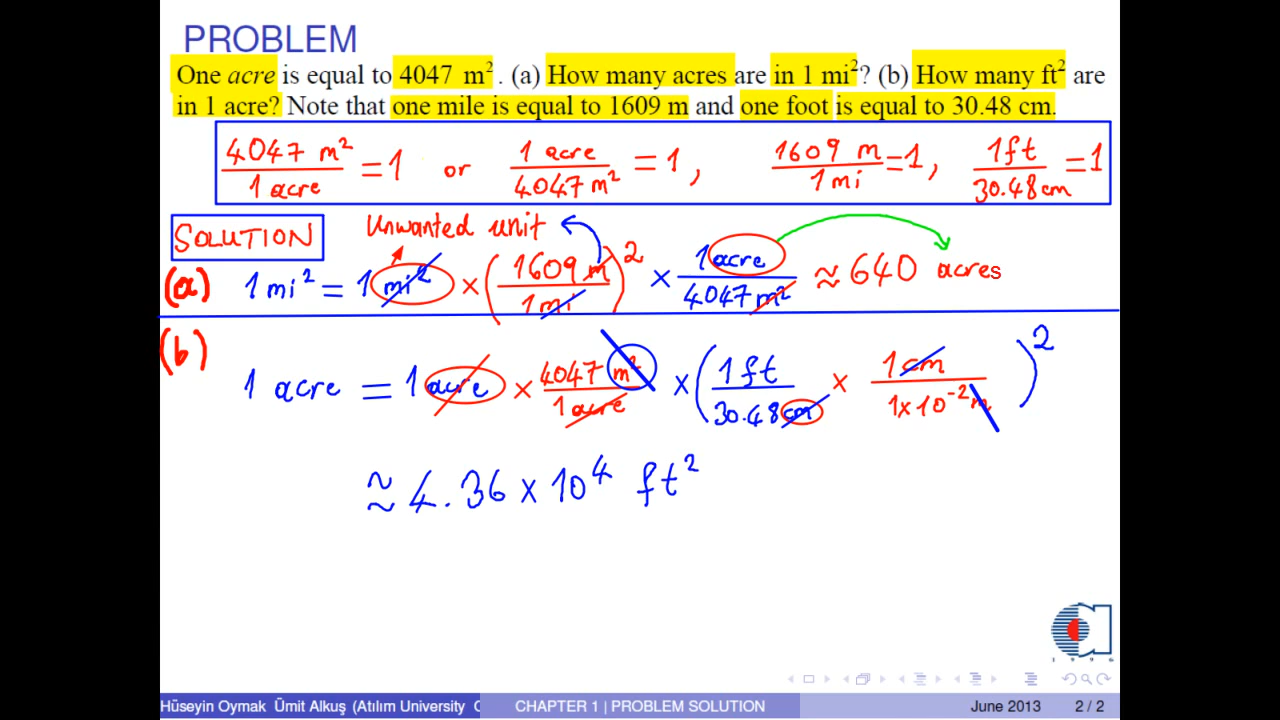 PROBLEM
One acre is equal to 4047 m². (a) How many acres are in 1 mi²? (b) How many ft² are
in 1 acre? Note that one mile is equal to 1609 m and one foot is equal to 30.48 cm.
4047 m²/1 acre = 1 or 1 acre/4047 m² = 1, 1609 m/1 mi = 1, 1 ft/30.48 cm = 1
SOLUTION
Unwanted unit
(a) 1 mi² = 1 mi² × (1609 m/1 mi)² × 1 acre/4047 m² ≈ 640 acres
(b)
1 acre = 1 acre × 4047 m²/1 acre × (1 ft/30.48 cm × 1 cm/1×10⁻² m)²
≈ 4.36 × 10⁴ ft²
1996
Hüseyin Oymak Ümit Alkuş (Atılım University C
CHAPTER 1 | PROBLEM SOLUTION
June 2013
2 / 2